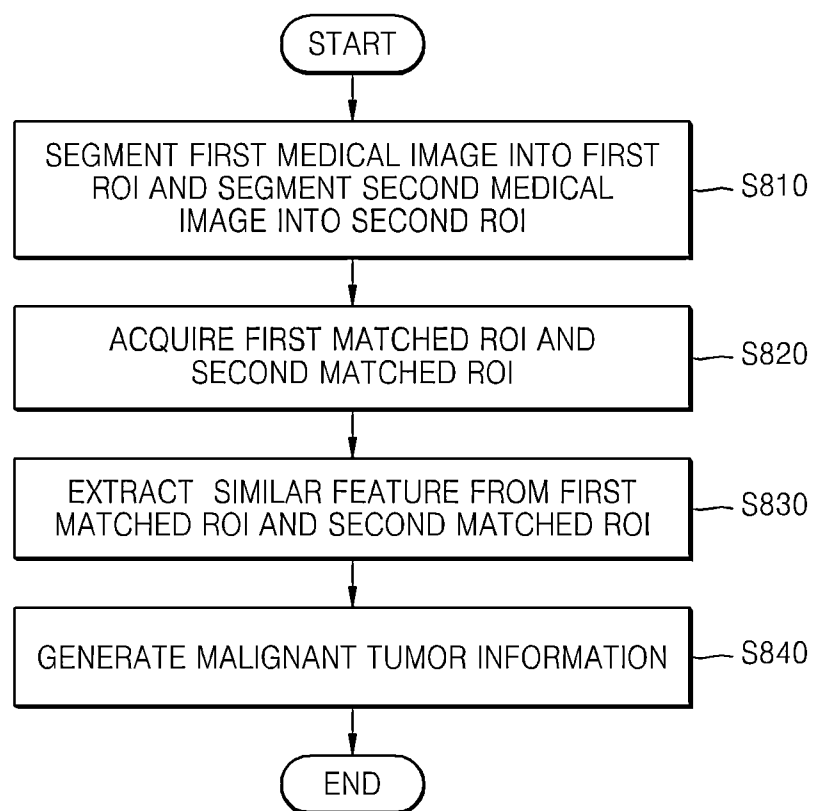 START
SEGMENT FIRST MEDICAL IMAGE INTO FIRST
ROI AND SEGMENT SECOND MEDICAL
IMAGE INTO SECOND ROI
S810
ACQUIRE FIRST MATCHED ROI AND
SECOND MATCHED ROI
S820
EXTRACT SIMILAR FEATURE FROM FIRST
MATCHED ROI AND SECOND MATCHED ROI
S830
GENERATE MALIGNANT TUMOR INFORMATION
S840
END